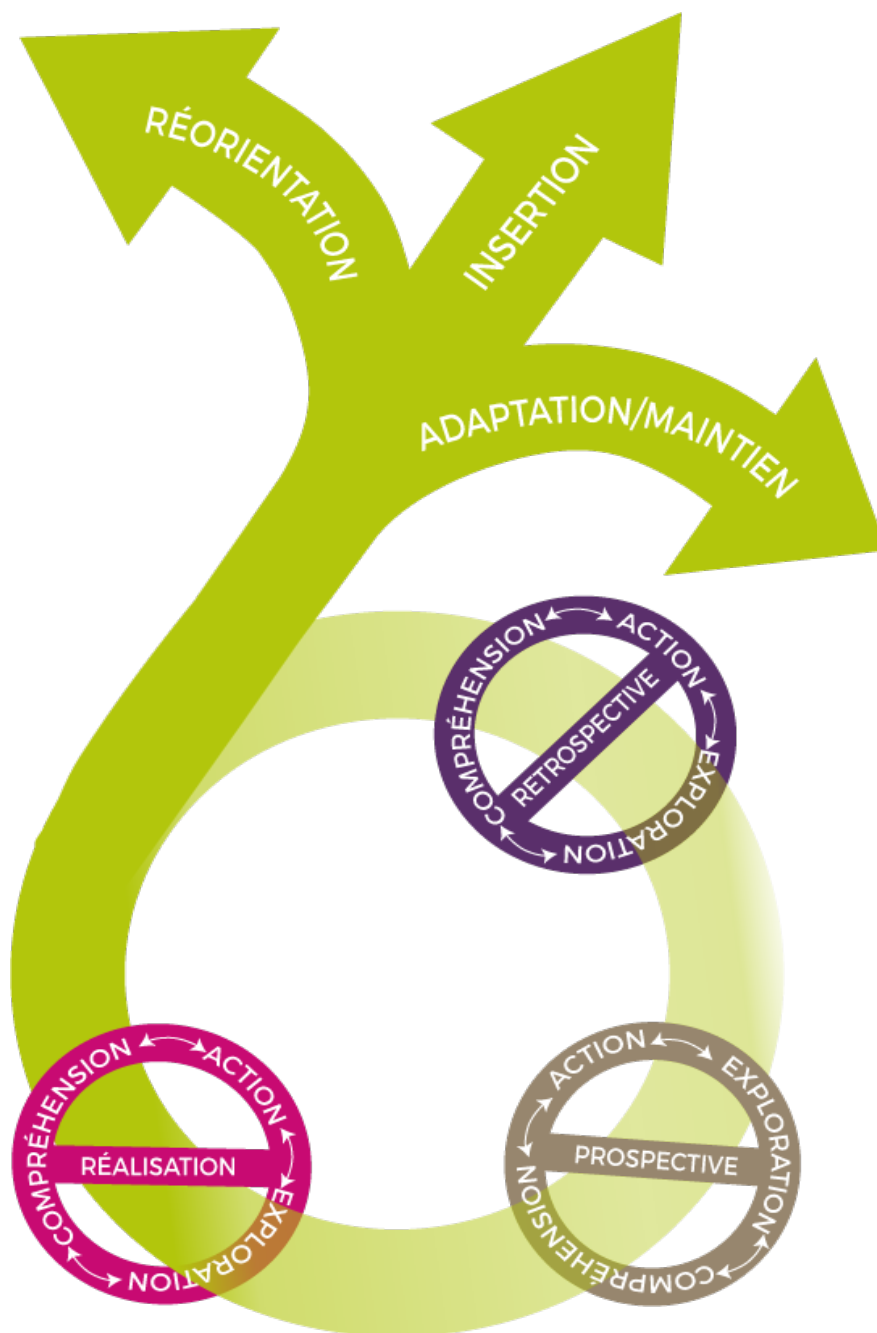 RÉORIENTATION
INSERTION
ADAPTATION/MAINTIEN
COMPRÉHENSION
ACTION
EXPLORATION
RETROSPECTIVE
COMPRÉHENSION
ACTION
EXPLORATION
RÉALISATION
ACTION
EXPLORATION
COMPRÉHENSION
PROSPECTIVE